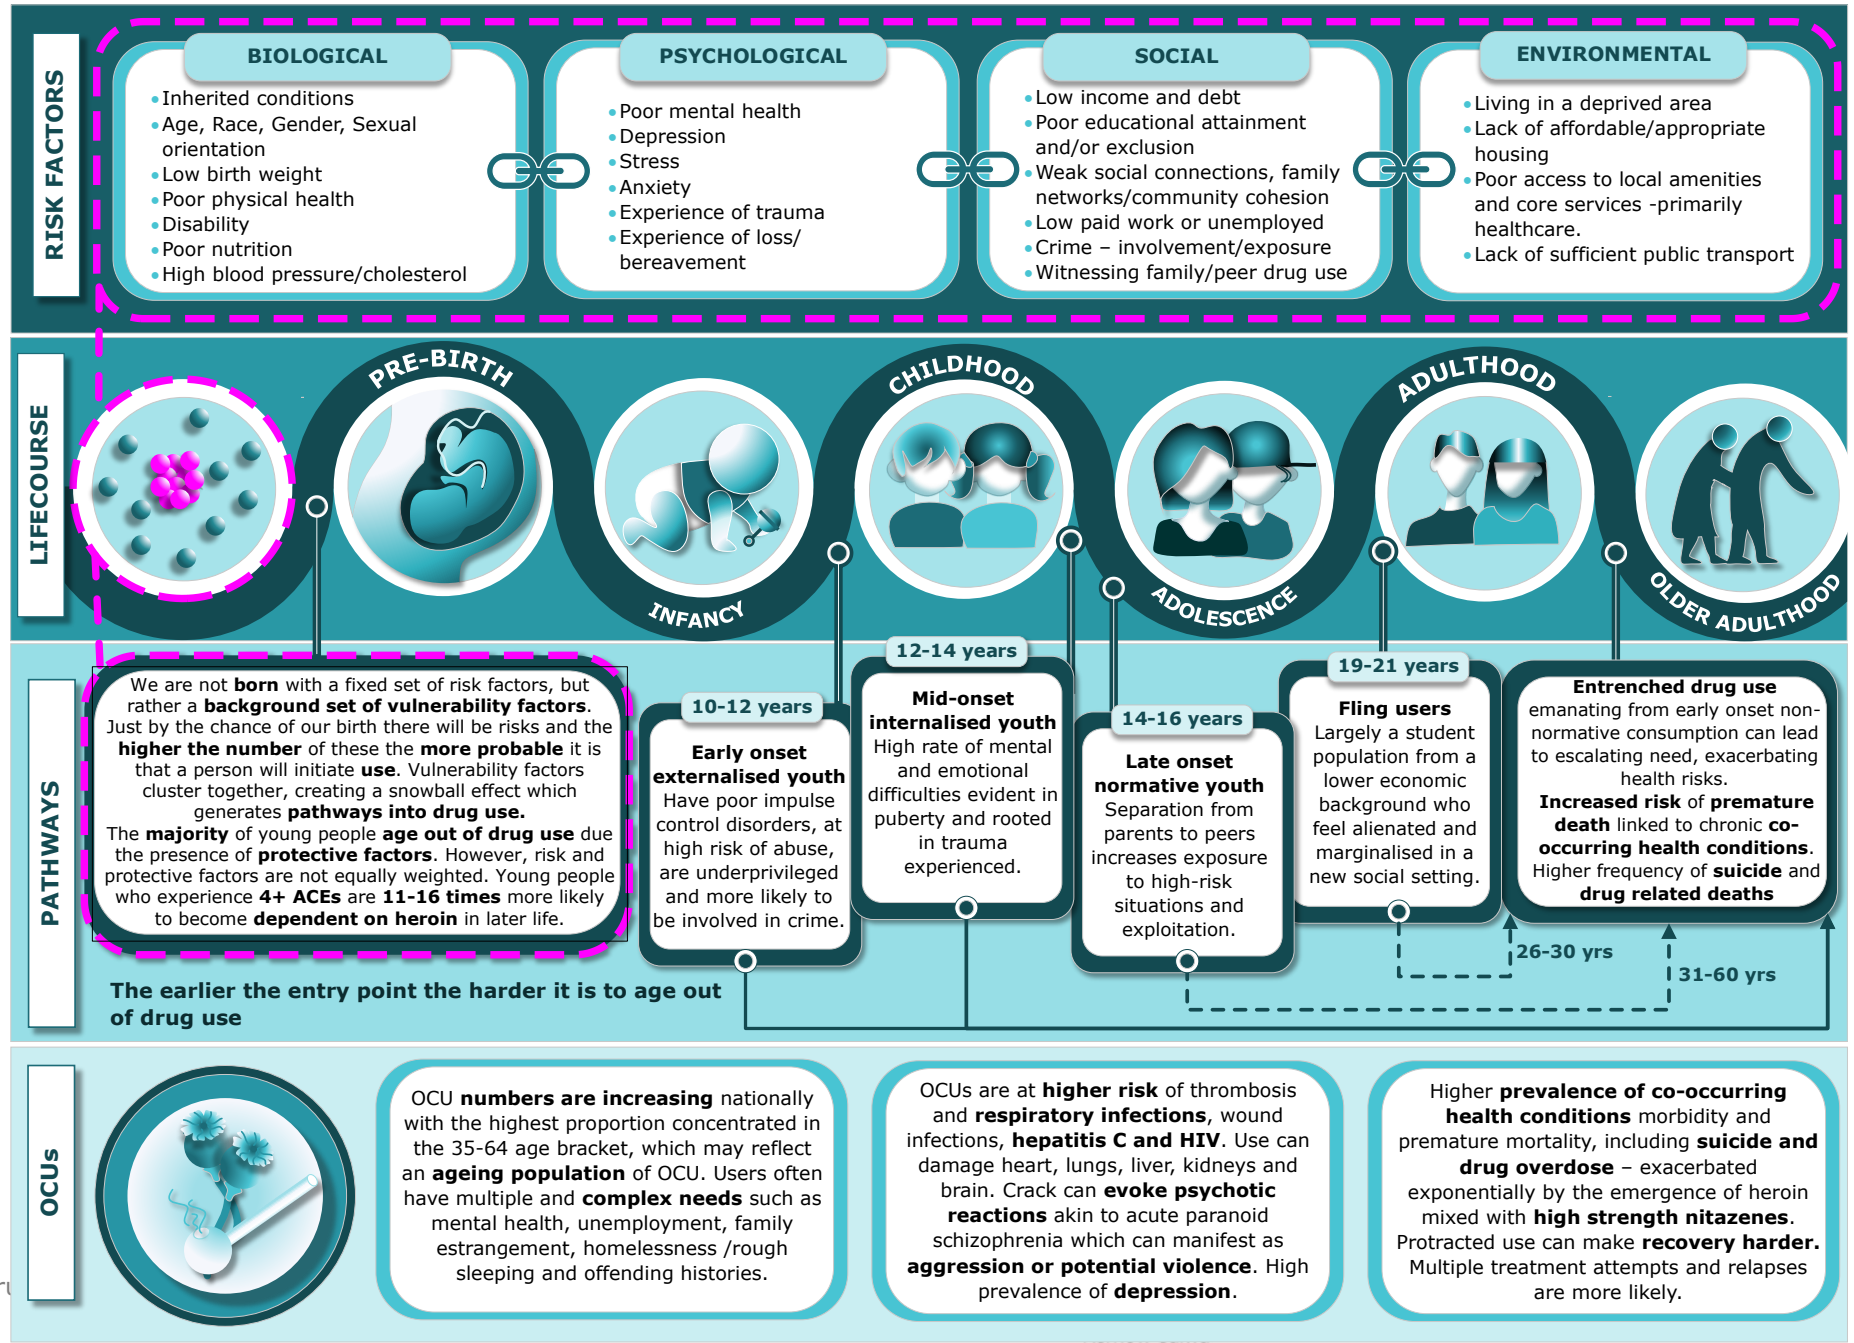 RISK FACTORS
BIOLOGICAL
•Inherited conditions
•Age, Race, Gender, Sexual
orientation
•Low birth weight
•Poor physical health
•Disability
•Poor nutrition
•High blood pressure/cholesterol
PSYCHOLOGICAL
•Poor mental health
•Depression
•Stress
•Anxiety
•Experience of trauma
•Experience of loss/
bereavement
SOCIAL
•Low income and debt
•Poor educational attainment
and/or exclusion
•Weak social connections, family
networks/community cohesion
•Low paid work or unemployed
•Crime – involvement/exposure
•Witnessing family/peer drug use
ENVIRONMENTAL
•Living in a deprived area
•Lack of affordable/appropriate
housing
•Poor access to local amenities
and core services -primarily
healthcare.
•Lack of sufficient public transport
LIFECOURSE
PRE-BIRTH
INFANCY
CHILDHOOD
ADOLESCENCE
ADULTHOOD
OLDER ADULTHOOD
PATHWAYS
We are not born with a fixed set of risk factors, but
rather a background set of vulnerability factors.
Just by the chance of our birth there will be risks and the
higher the number of these the more probable it is
that a person will initiate use. Vulnerability factors
cluster together, creating a snowball effect which
generates pathways into drug use.
The majority of young people age out of drug use due
the presence of protective factors. However, risk and
protective factors are not equally weighted. Young people
who experience 4+ ACEs are 11-16 times more likely
to become dependent on heroin in later life.
The earlier the entry point the harder it is to age out
of drug use
10-12 years
Early onset
externalised youth
Have poor impulse
control disorders, at
high risk of abuse,
are underprivileged
and more likely to
be involved in crime.
12-14 years
Mid-onset
internalised youth
High rate of mental
and emotional
difficulties evident in
puberty and rooted
in trauma
experienced.
14-16 years
Late onset
normative youth
Separation from
parents to peers
increases exposure
to high-risk
situations and
exploitation.
19-21 years
Fling users
Largely a student
population from a
lower economic
background who
feel alienated and
marginalised in a
new social setting.
Entrenched drug use
emanating from early onset non-
normative consumption can lead
to escalating need, exacerbating
health risks.
Increased risk of premature
death linked to chronic co-
occurring health conditions.
Higher frequency of suicide and
drug related deaths
26-30 yrs
31-60 yrs
OCUs
OCU numbers are increasing nationally
with the highest proportion concentrated in
the 35-64 age bracket, which may reflect
an ageing population of OCU. Users often
have multiple and complex needs such as
mental health, unemployment, family
estrangement, homelessness /rough
sleeping and offending histories.
OCUs are at higher risk of thrombosis
and respiratory infections, wound
infections, hepatitis C and HIV. Use can
damage heart, lungs, liver, kidneys and
brain. Crack can evoke psychotic
reactions akin to acute paranoid
schizophrenia which can manifest as
aggression or potential violence. High
prevalence of depression.
Higher prevalence of co-occurring
health conditions morbidity and
premature mortality, including suicide and
drug overdose – exacerbated
exponentially by the emergence of heroin
mixed with high strength nitazenes.
Protracted use can make recovery harder.
Multiple treatment attempts and relapses
are more likely.